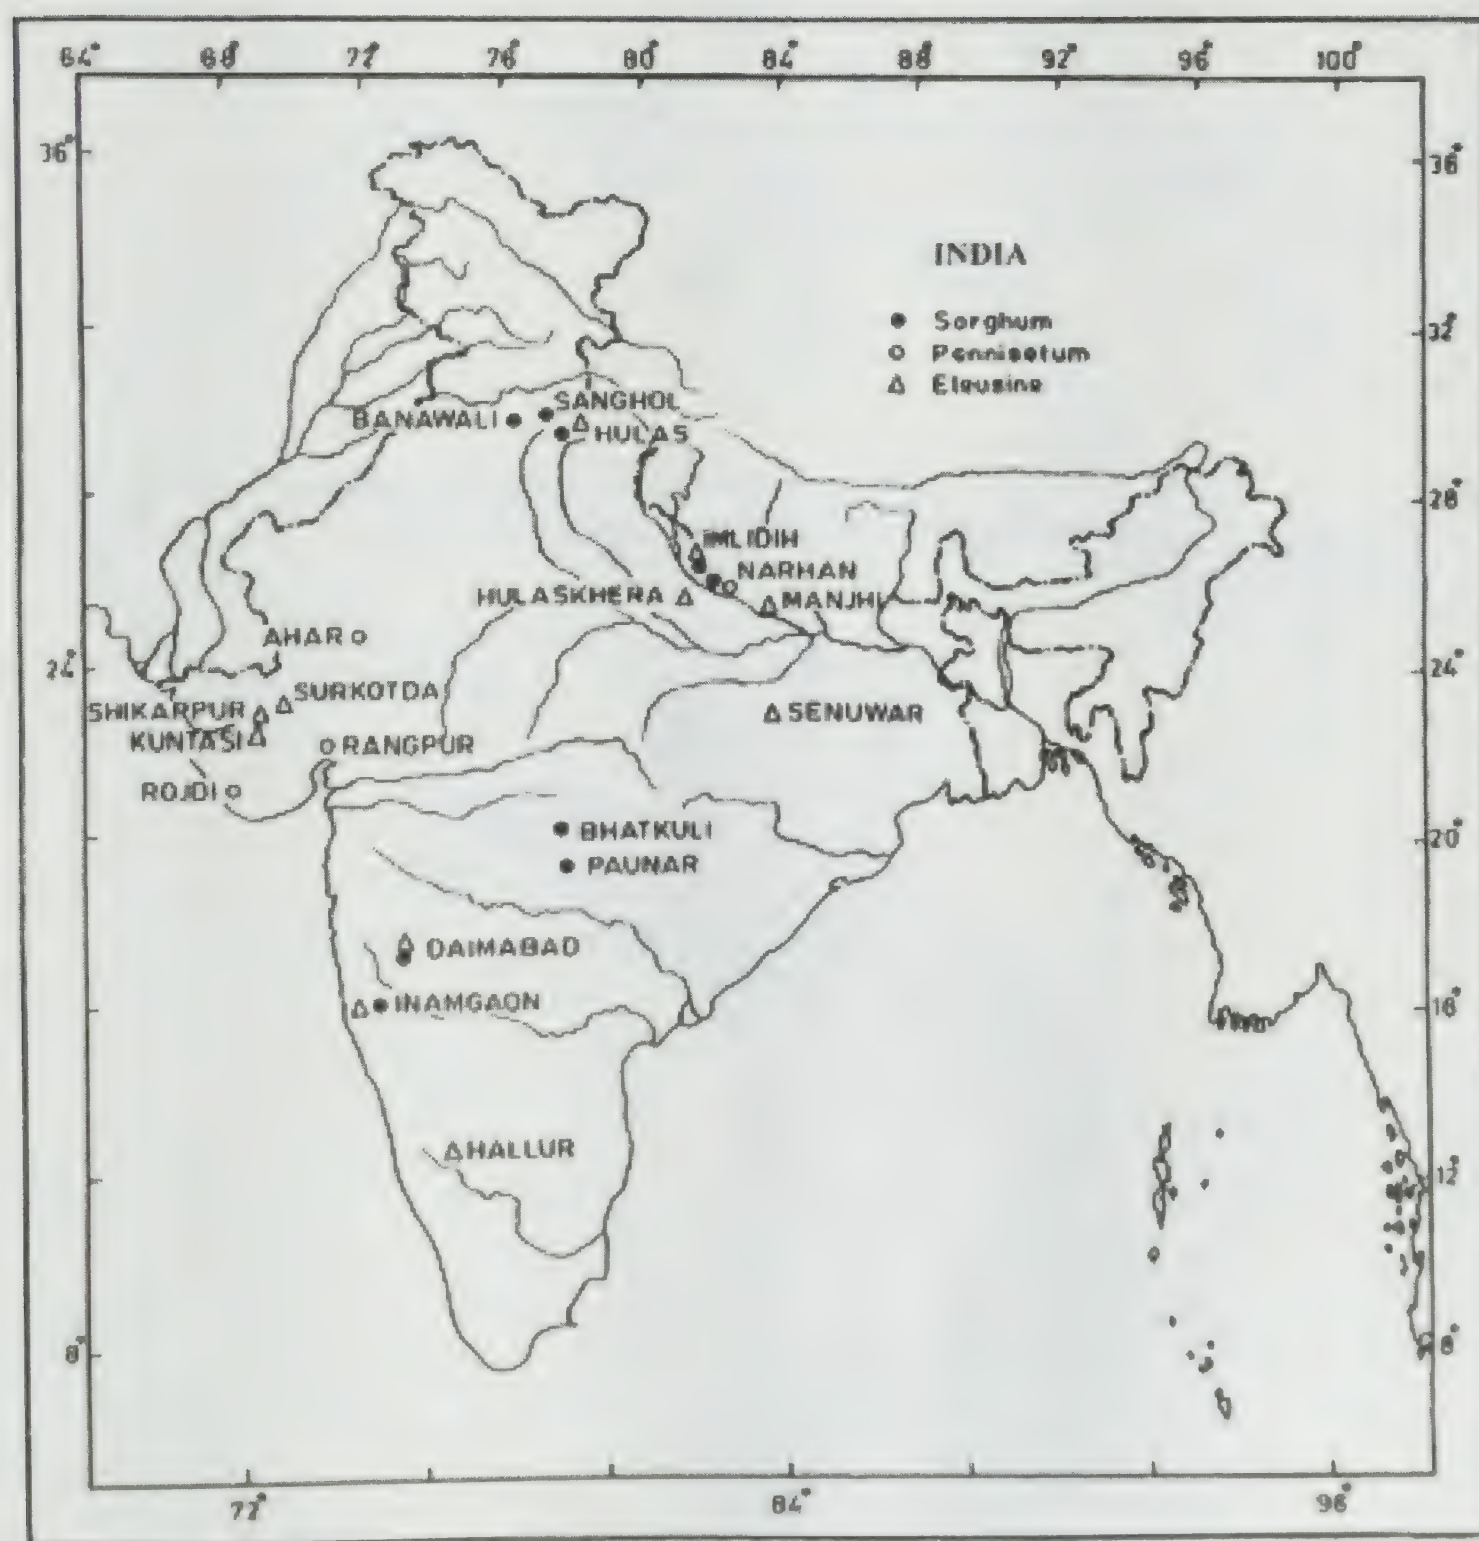 64° 68° 72° 76° 80° 84° 88° 92° 96° 100°
36° 36°
INDIA
Sorghum
Pennisetum
Eleusine
32°
SANGHOL
BANAWALI
HULAS
28°
IMLIDIH
NARHAN
HULASKHERA
MANJHI
AHAR
24° 24°
SURKOTDA
SHIKARPUR
SENUWAR
KUNTASI
RANGPUR
ROJDI
BHATKULI
20°
PAUNAR
DAIMABAD
INAMGAON
16°
HALLUR
12°
8° 8°
72° 84° 96°